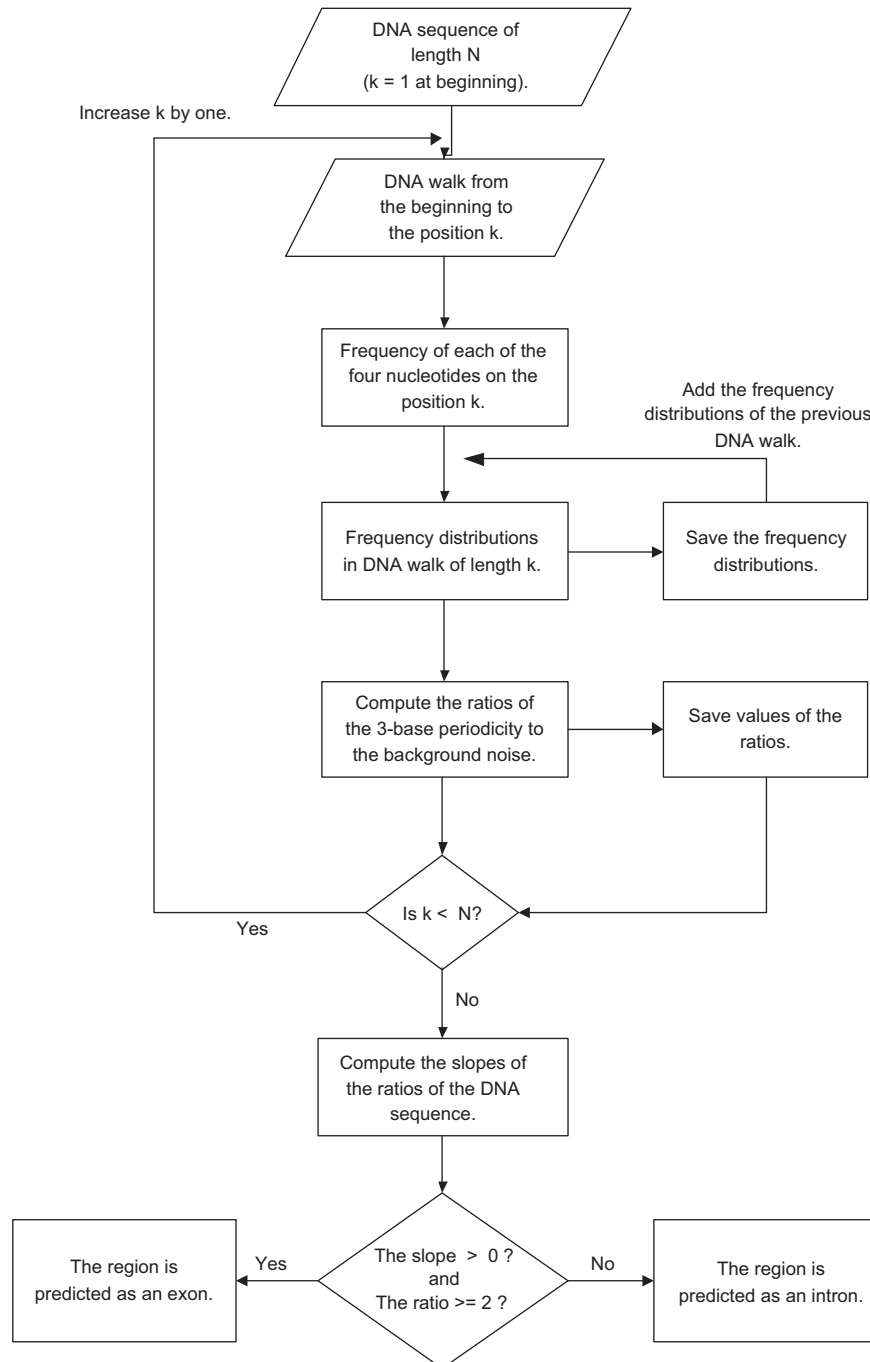 DNA sequence of
length N
(k = 1 at beginning).
Increase k by one.
DNA walk from
the beginning to
the position k.
Frequency of each of the
four nucleotides on the
position k.
Add the frequency
distributions of the previous
DNA walk.
Frequency distributions
in DNA walk of length k.
Save the frequency
distributions.
Compute the ratios of
the 3-base periodicity to
the background noise.
Save values of the
ratios.
Is k < N?
Yes
No
Compute the slopes of
the ratios of the DNA
sequence.
The slope > 0 ?
and
The ratio >= 2 ?
Yes
No
The region is
predicted as an exon.
The region is
predicted as an intron.